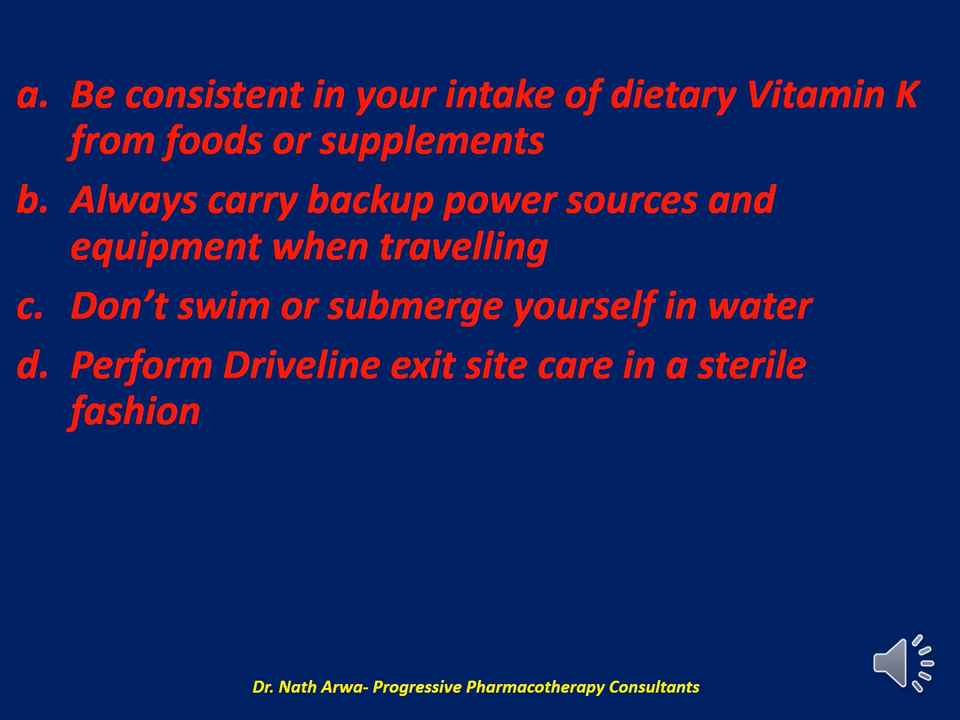 a. Be consistent in your intake of dietary Vitamin K
from foods or supplements
b. Always carry backup power sources and
equipment when travelling
c. Don’t swim or submerge yourself in water
d. Perform Driveline exit site care in a sterile
fashion
Dr. Nath Arwa- Progressive Pharmacotherapy Consultants